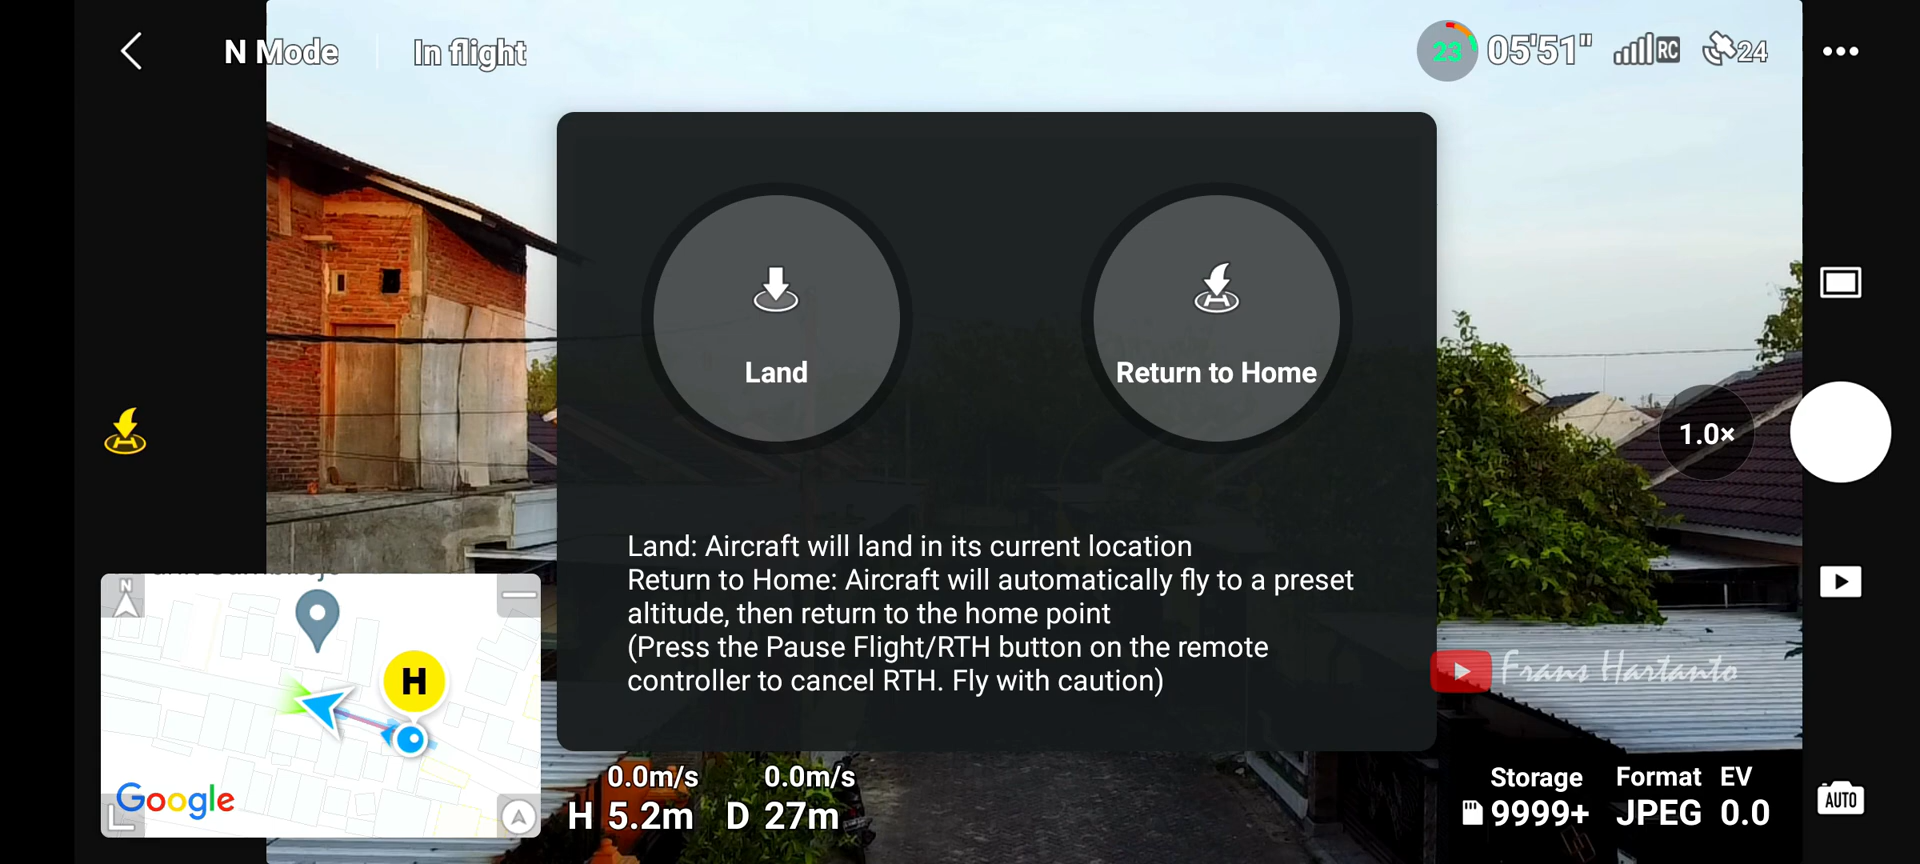 N Mode
In flight
23
05'51"
RC
24
Land
Return to Home
1.0×
Land: Aircraft will land in its current location
Return to Home: Aircraft will automatically fly to a preset
altitude, then return to the home point
(Press the Pause Flight/RTH button on the remote
controller to cancel RTH. Fly with caution)
N
H
Google
Frans Hartanto
0.0m/s
0.0m/s
H 5.2m
D 27m
Storage
Format
EV
9999+
JPEG
0.0
AUTO